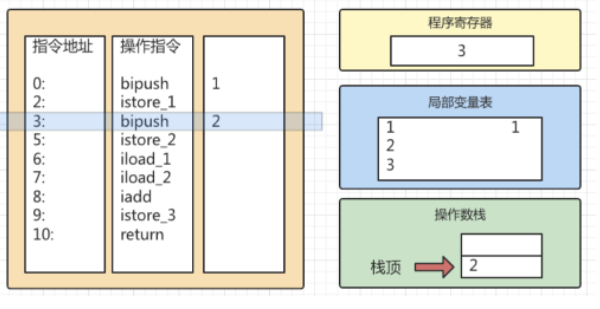 指令地址 操作指令
0: bipush 1
2: istore_1
3: bipush 2
5: istore_2
6: iload_1
7: iload_2
8: iadd
9: istore_3
10: return
程序寄存器
3
局部变量表
1 1
2
3
操作数栈
栈顶 2